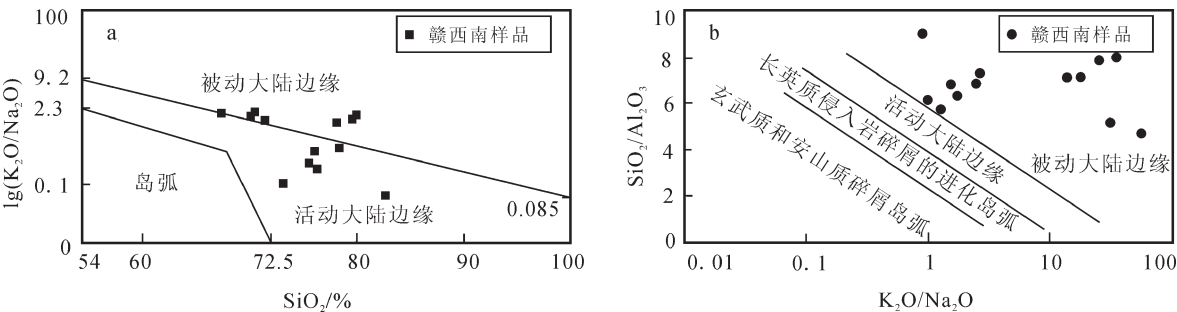 a
赣西南样品
100
9.2
2.3
0.1
0
lg(K₂O/Na₂O)
被动大陆边缘
岛弧
活动大陆边缘
0.085
54 60 72.5 80 90 100
SiO₂/%
b
赣西南样品
10
8
6
4
2
0
SiO₂/Al₂O₃
活动大陆边缘
长英质侵入岩碎屑的进化岛弧
玄武质和安山质碎屑岛弧
被动大陆边缘
0.01 0.1 1 10 100
K₂O/Na₂O